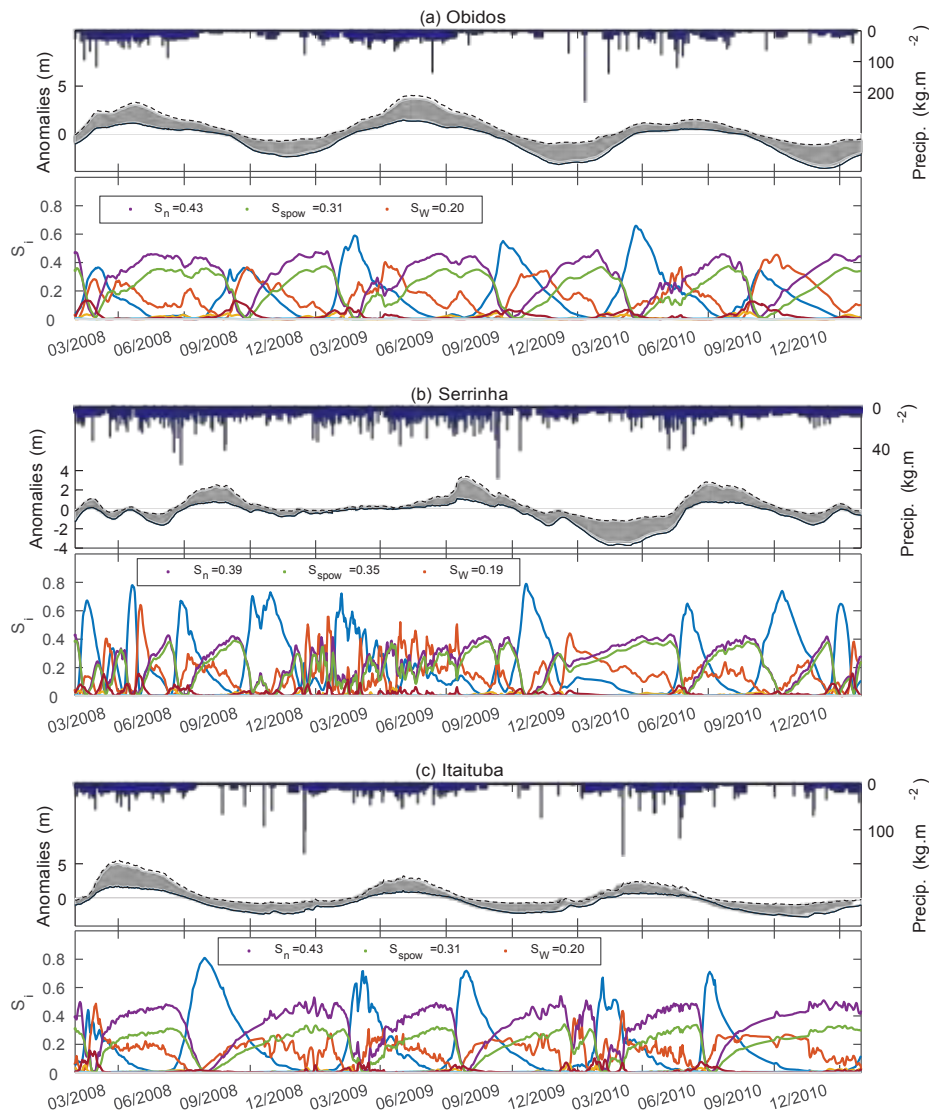 (a) Obidos
Anomalies (m)
5
0
0
100
200
Precip. (kg.m-2)
S_i
0.8
0.6
0.4
0.2
0
S_n=0.43 S_spow=0.31 S_W=0.20
03/2008 06/2008 09/2008 12/2008 03/2009 06/2009 09/2009 12/2009 03/2010 06/2010 09/2010 12/2010
(b) Serrinha
Anomalies (m)
4
2
0
-2
-4
0
40
Precip. (kg.m-2)
S_i
0.8
0.6
0.4
0.2
0
S_n=0.39 S_spow=0.35 S_W=0.19
03/2008 06/2008 09/2008 12/2008 03/2009 06/2009 09/2009 12/2009 03/2010 06/2010 09/2010 12/2010
(c) Itaituba
Anomalies (m)
5
0
0
100
Precip. (kg.m-2)
S_i
0.8
0.6
0.4
0.2
0
S_n=0.43 S_spow=0.31 S_W=0.20
03/2008 06/2008 09/2008 12/2008 03/2009 06/2009 09/2009 12/2009 03/2010 06/2010 09/2010 12/2010